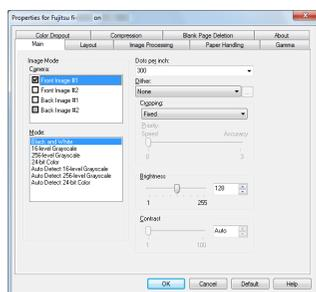 Properties for Fujitsu fi- on
Color Dropout Compression Blank Page Deletion About
Main Layout Image Processing Paper Handling Gamma
Image Mode
Camera:
Front Image #1
Front Image #2
Back Image #1
Back Image #2
Mode:
Black and White
16-level Grayscale
256-level Grayscale
24-bit Color
Auto Detect 16-level Grayscale
Auto Detect 256-level Grayscale
Auto Detect 24-bit Color
Dots per inch:
300
Dither:
None ...
Cropping:
Fixed
Priority:
Speed Accuracy
0 3
Brightness
128
1 255
Contrast
Auto
1 100
OK Cancel Default Help